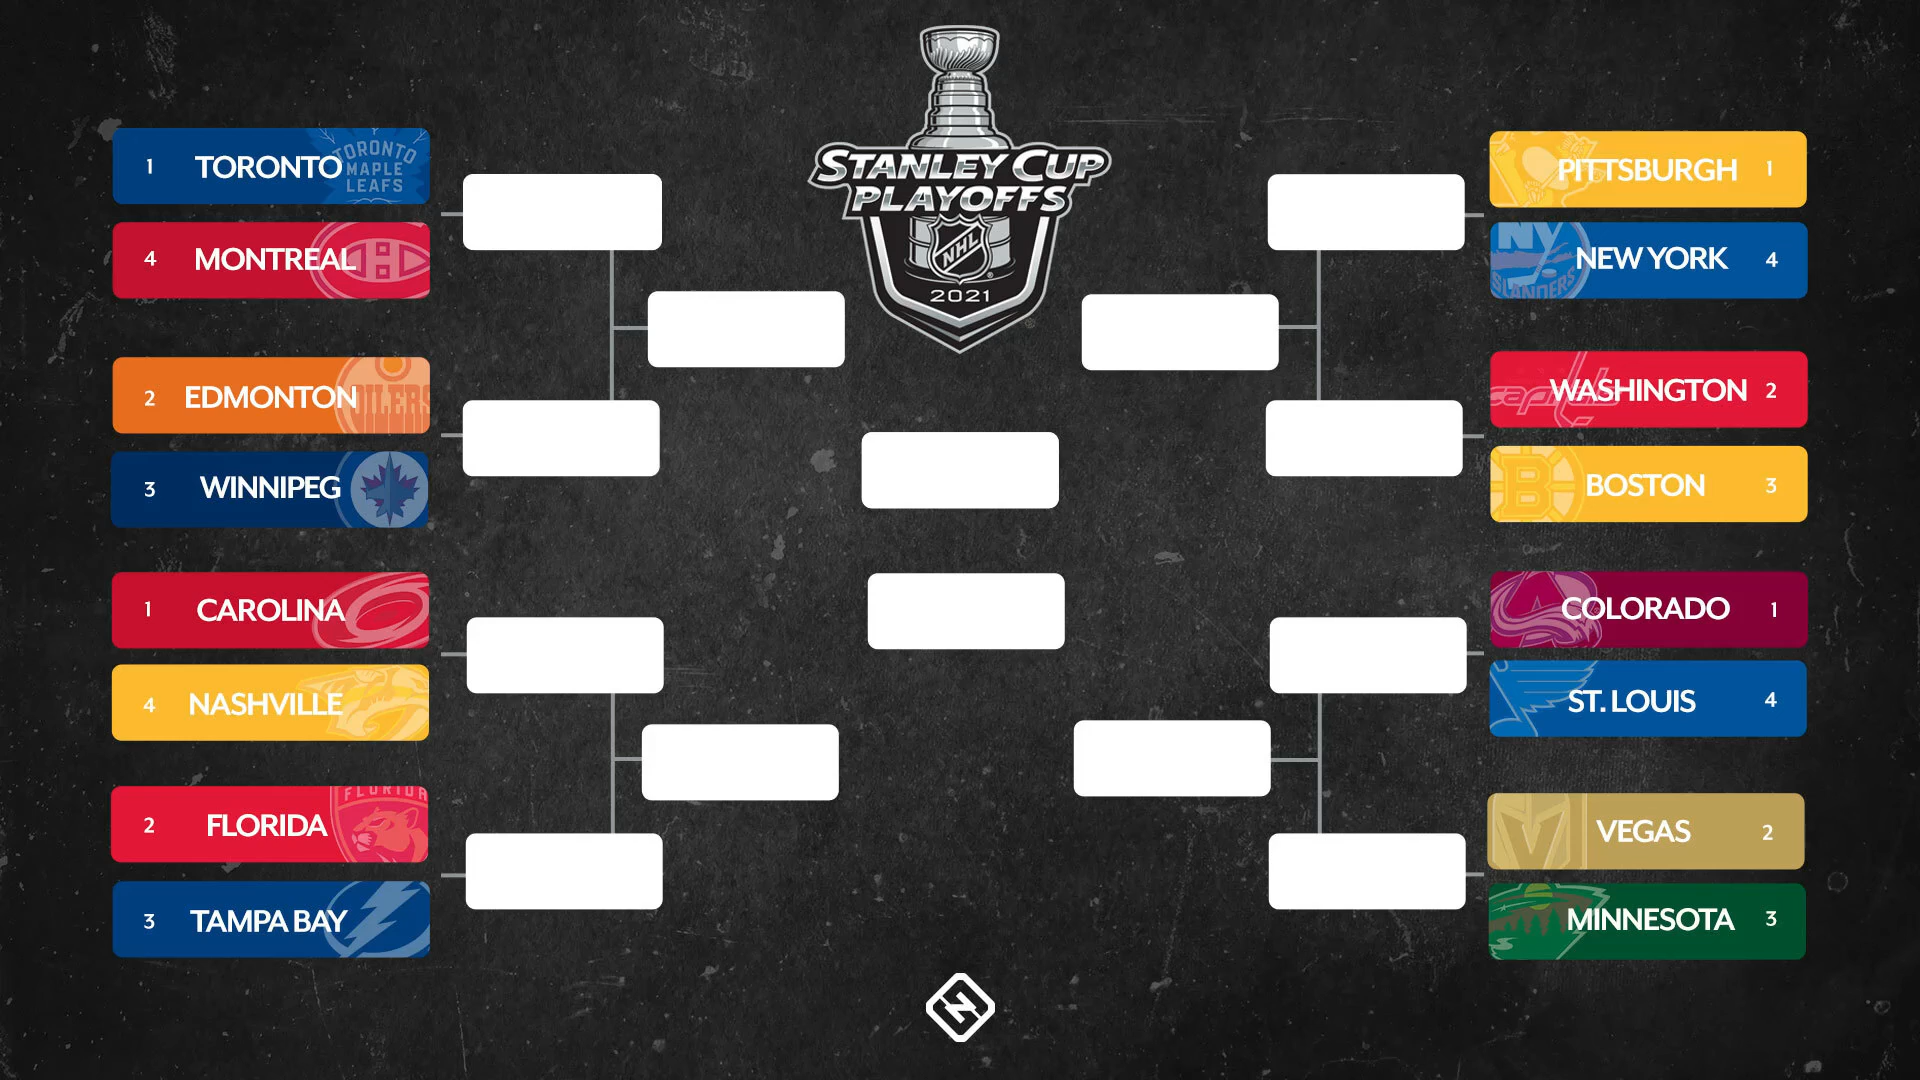 STANLEY CUP
PLAYOFFS
NHL
2021
1 TORONTO
TORONTO
MAPLE
LEAFS
4 MONTREAL
2 EDMONTON
OILERS
3 WINNIPEG
1 CAROLINA
4 NASHVILLE
2 FLORIDA
FLORIDA
3 TAMPA BAY
PITTSBURGH 1
NY
ISLANDERS
NEW YORK 4
capitals
WASHINGTON 2
B
BOSTON 3
COLORADO 1
ST. LOUIS 4
VEGAS 2
MINNESOTA 3